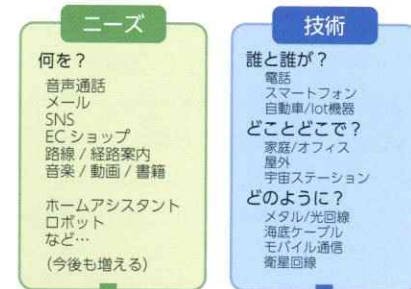 ニーズ
何を？
音声通話
メール
SNS
EC ショップ
路線 / 経路案内
音楽 / 動画 / 書籍
ホームアシスタント
ロボット
など…
(今後も増える)
技術
誰と誰が？
電話
スマートフォン
自動車/Iot機器
どことどこで？
家庭/オフィス
屋外
宇宙ステーション
どのように？
メタル/光回線
海底ケーブル
モバイル通信
衛星回線